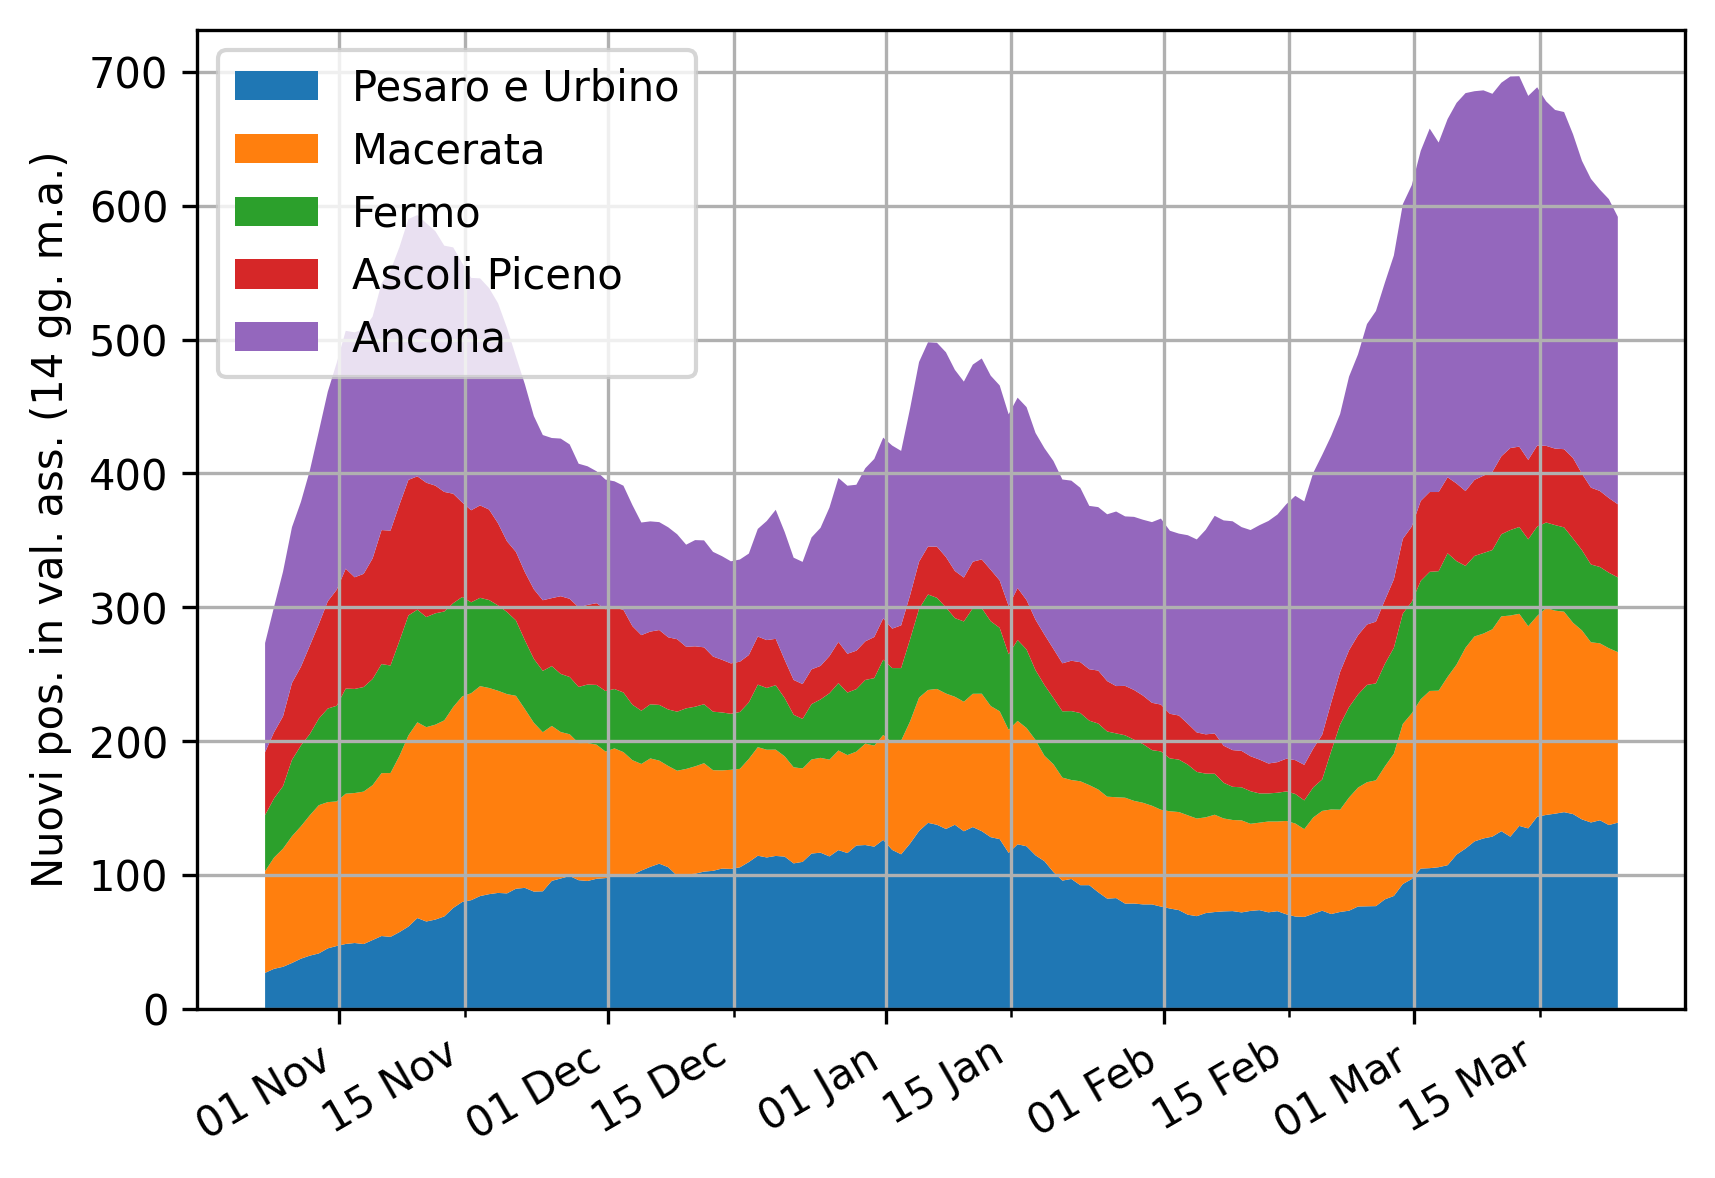 Nuovi pos. in val. ass. (14 gg. m.a.)
700
600
500
400
300
200
100
0
Pesaro e Urbino
Macerata
Fermo
Ascoli Piceno
Ancona
01 Nov
15 Nov
01 Dec
15 Dec
01 Jan
15 Jan
01 Feb
15 Feb
01 Mar
15 Mar